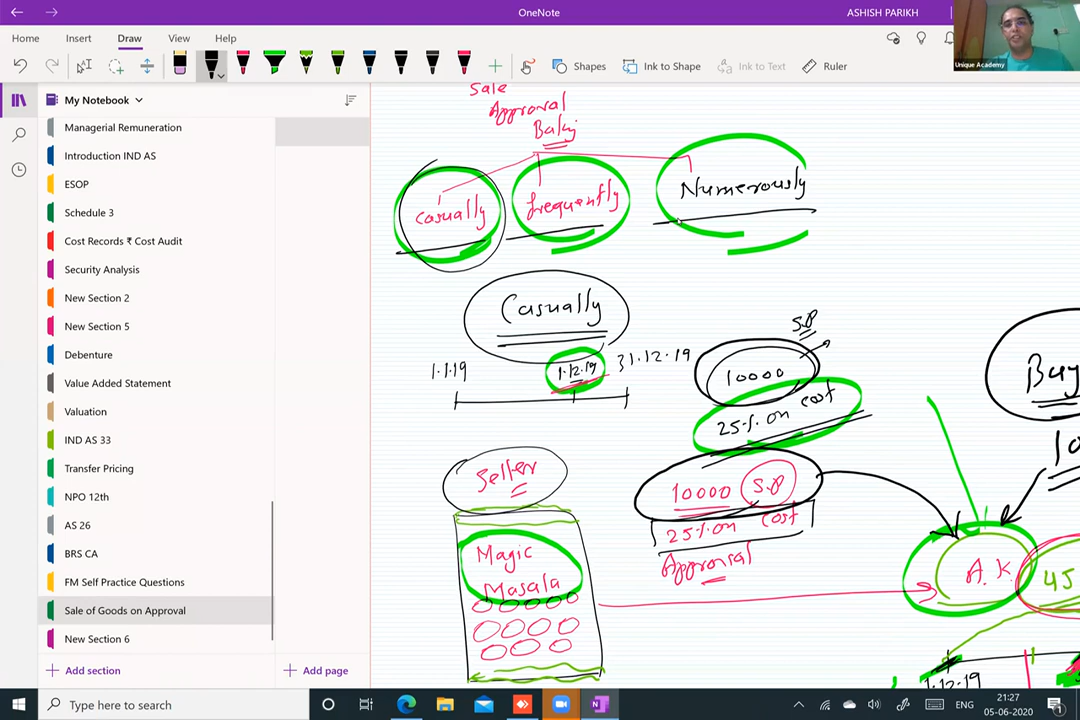 OneNote
ASHISH PARIKH
Unique Academy
Home Insert Draw View Help
Shapes Ink to Shape Ink to Text Ruler
My Notebook
Managerial Remuneration
Introduction IND AS
ESOP
Schedule 3
Cost Records ₹ Cost Audit
Security Analysis
New Section 2
New Section 5
Debenture
Value Added Statement
Valuation
IND AS 33
Transfer Pricing
NPO 12th
AS 26
BRS CA
FM Self Practice Questions
Sale of Goods on Approval
New Section 6
Add section Add page
Sale
Approval
Baki
Casually frequently Numerously
Casually
1.1.19 1.12.19 31.12.19
S.P
10000
25% on cost
Seller
10000 S.P
25% on cost
Approval
Magic
Masala
A.K 45
1.12.19
Type here to search
ENG
21:27
05-06-2020